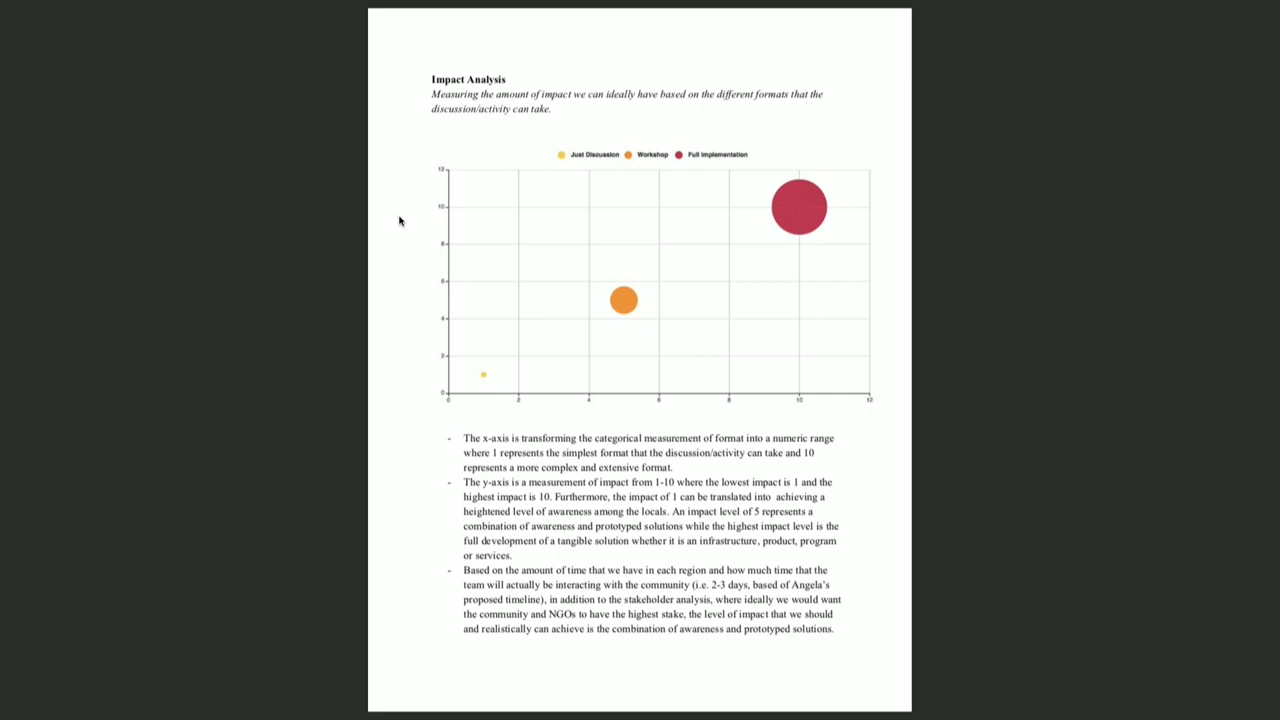 Impact Analysis
Measuring the amount of impact we can ideally have based on the different formats that the
discussion/activity can take.
Just Discussion Workshop Full Implementation
12
10
8
6
4
2
0
0 2 4 6 8 10 12
- The x-axis is transforming the categorical measurement of format into a numeric range
where 1 represents the simplest format that the discussion/activity can take and 10
represents a more complex and extensive format.
- The y-axis is a measurement of impact from 1-10 where the lowest impact is 1 and the
highest impact is 10. Furthermore, the impact of 1 can be translated into achieving a
heightened level of awareness among the locals. An impact level of 5 represents a
combination of awareness and prototyped solutions while the highest impact level is the
full development of a tangible solution whether it is an infrastructure, product, program
or services.
- Based on the amount of time that we have in each region and how much time that the
team will actually be interacting with the community (i.e. 2-3 days, based of Angela's
proposed timeline), in addition to the stakeholder analysis, where ideally we would want
the community and NGOs to have the highest stake, the level of impact that we should
and realistically can achieve is the combination of awareness and prototyped solutions.